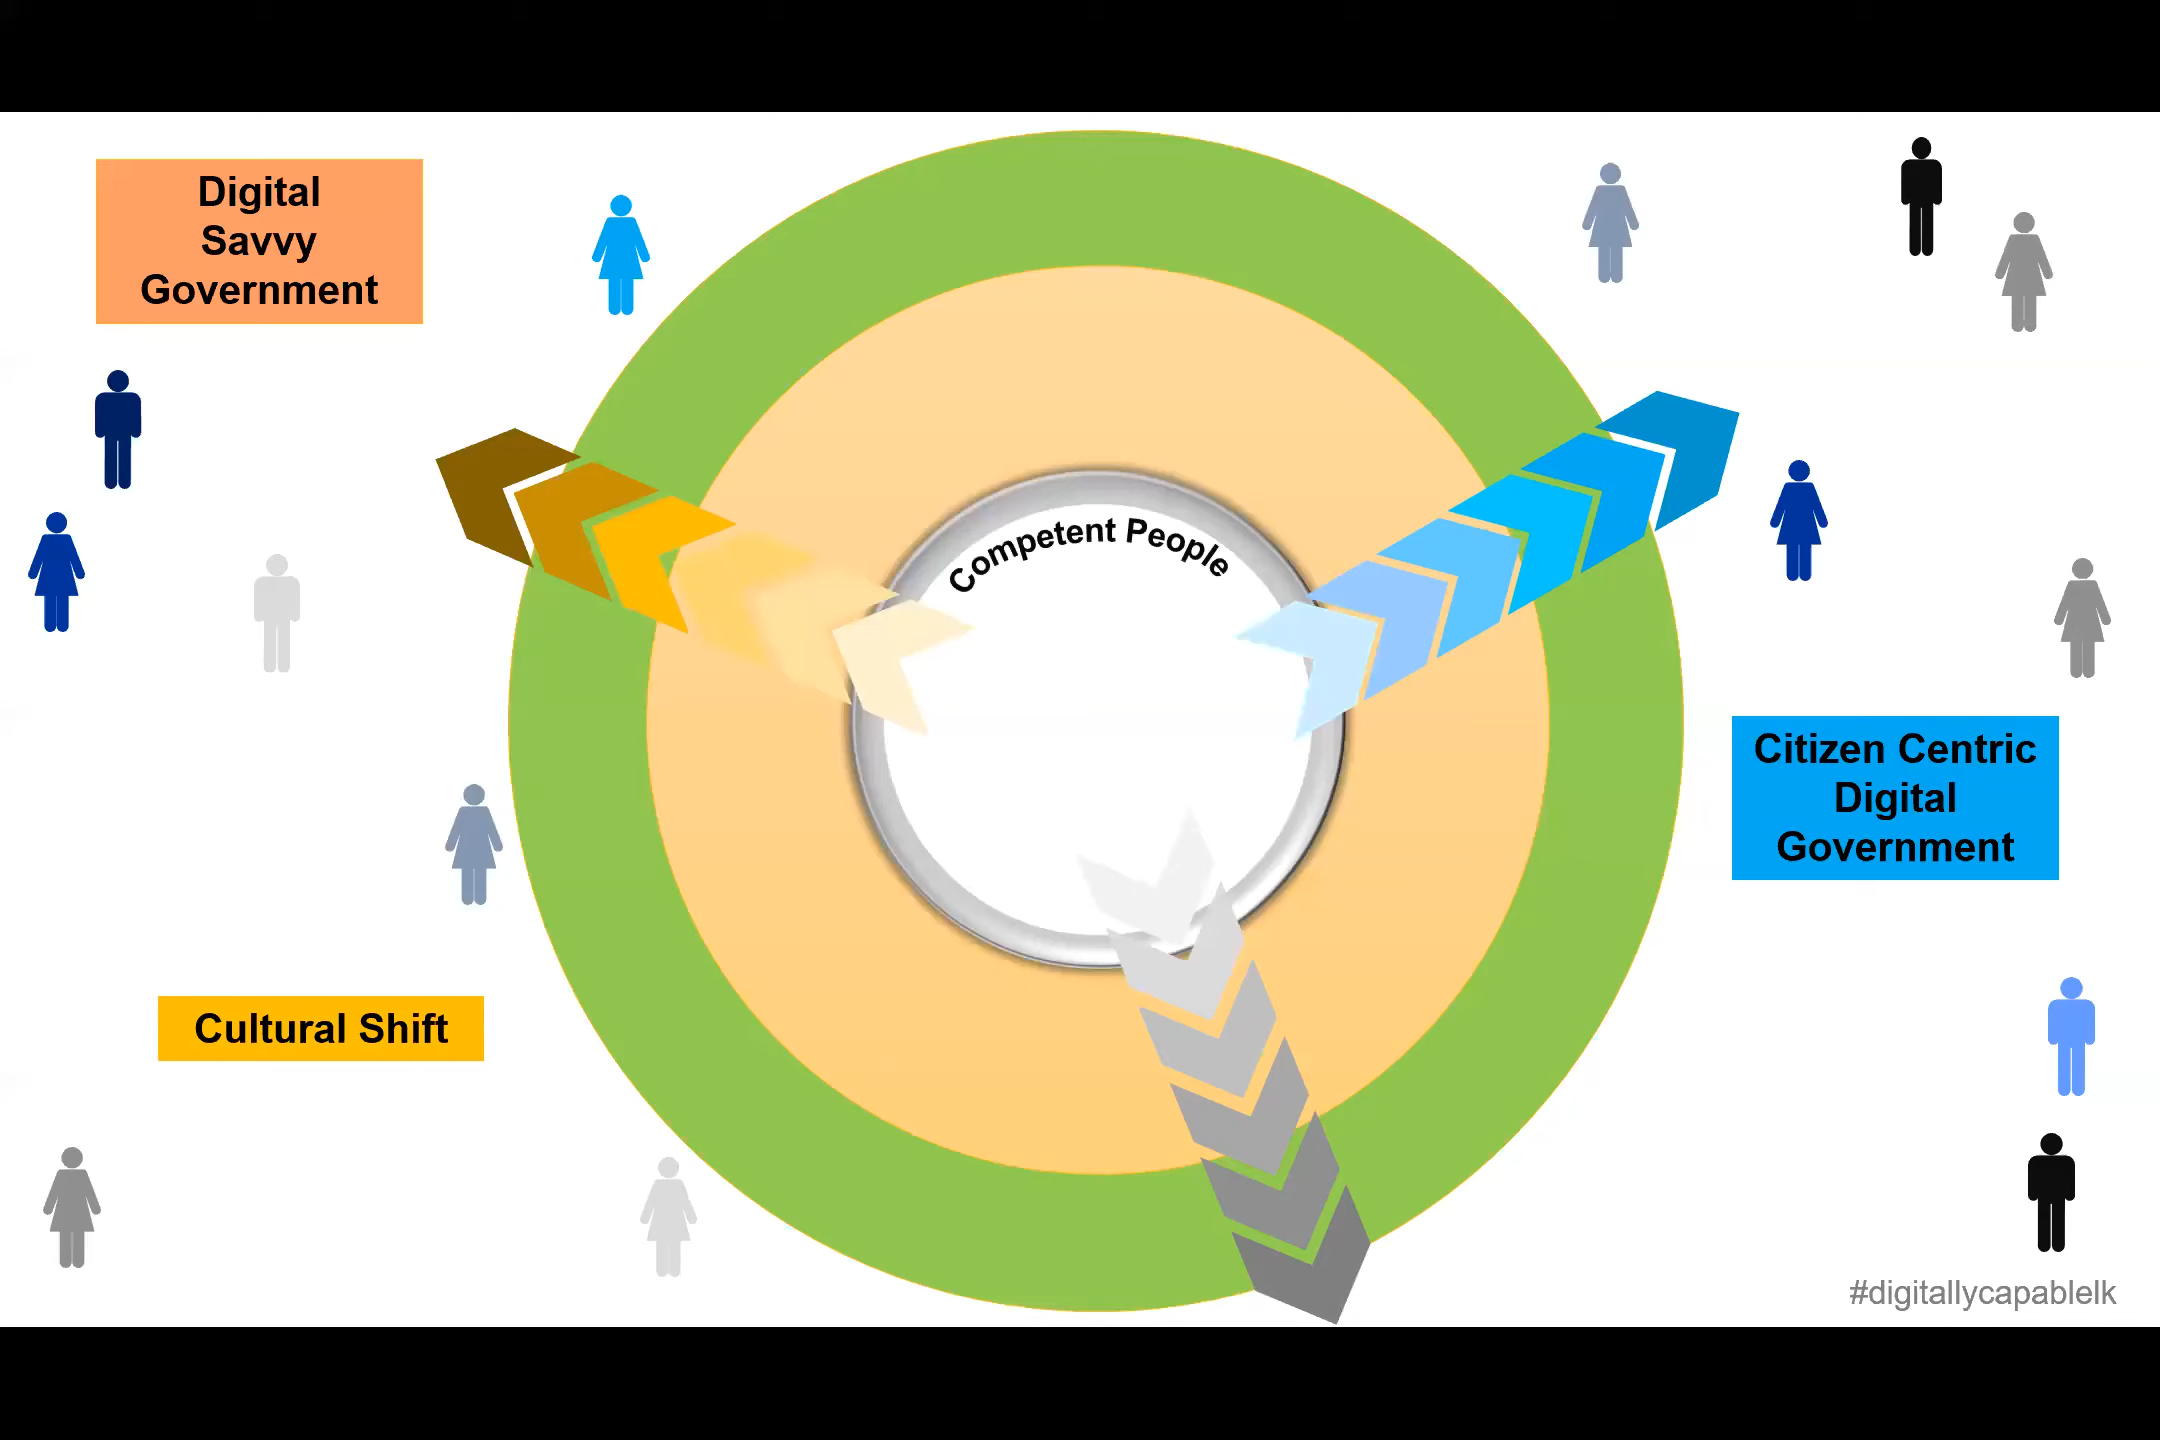 Digital
Savvy
Government
Competent People
Citizen Centric
Digital
Government
Cultural Shift
#digitallycapablelk